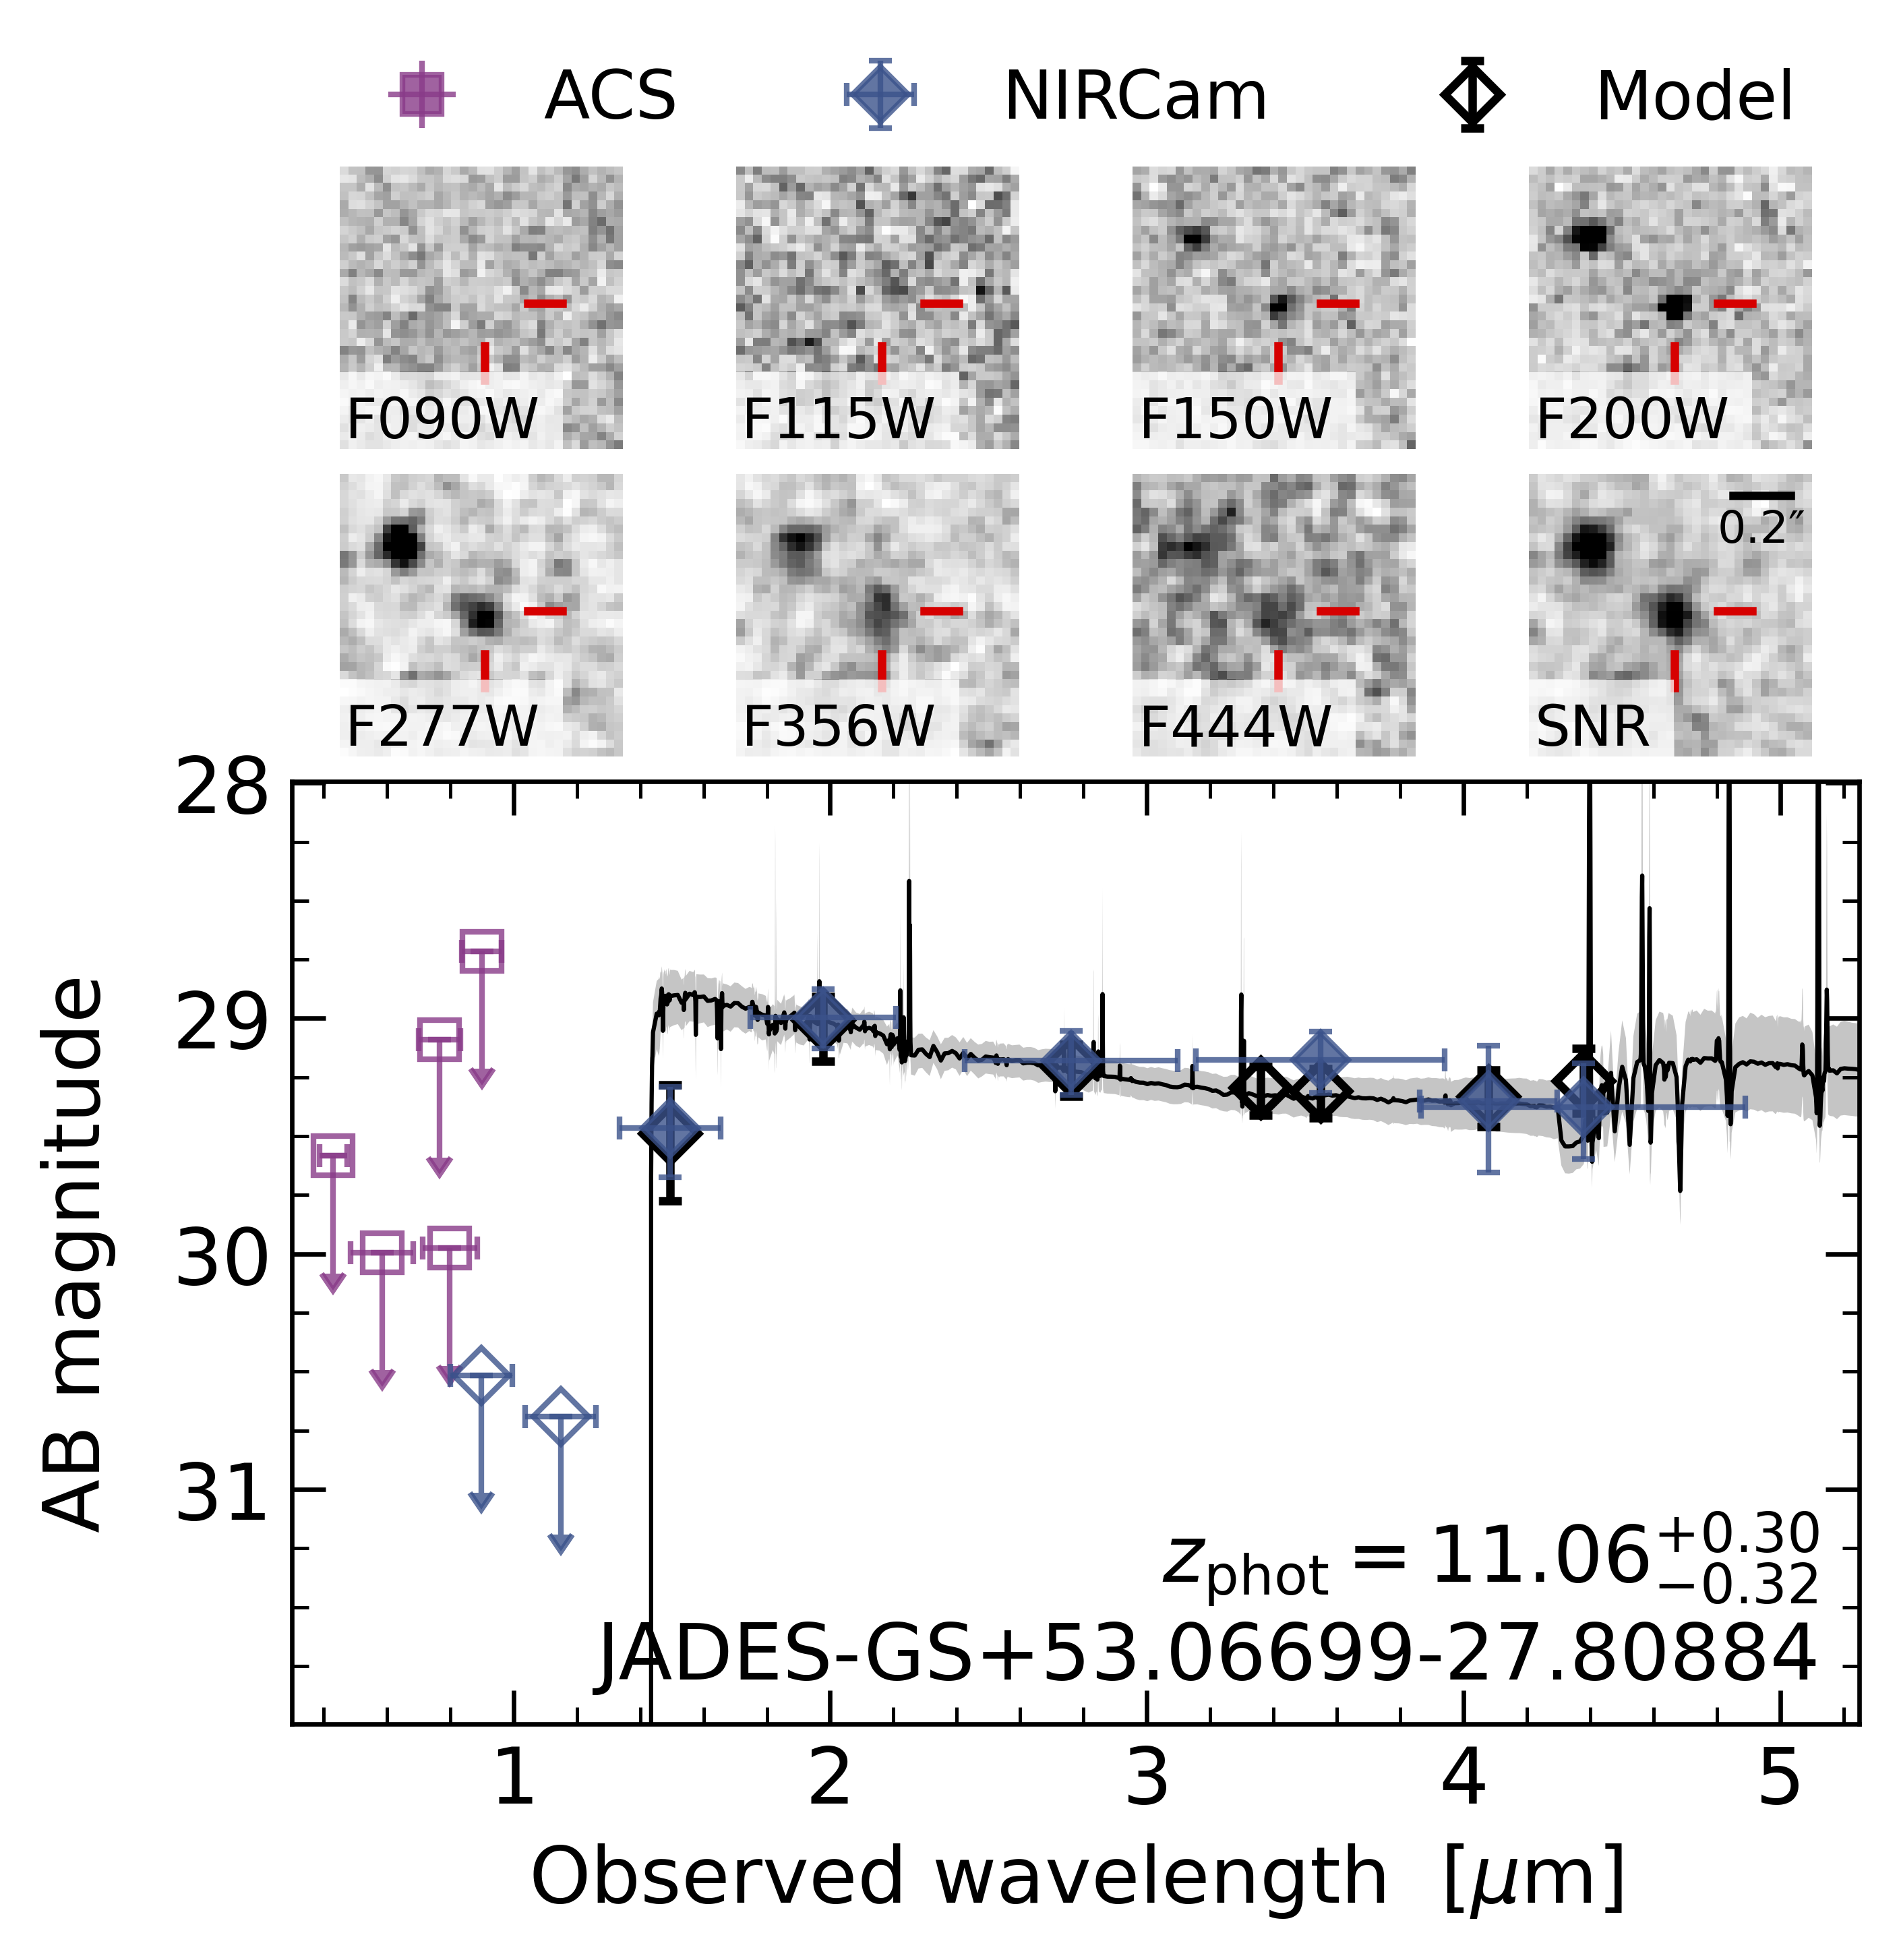 ACS NIRCam Model
F090W F115W F150W F200W
0.2″
F277W F356W F444W SNR
28
29
30
31
AB magnitude
z_phot = 11.06^{+0.30}_{−0.32}
JADES-GS+53.06699-27.80884
1 2 3 4 5
Observed wavelength [μm]